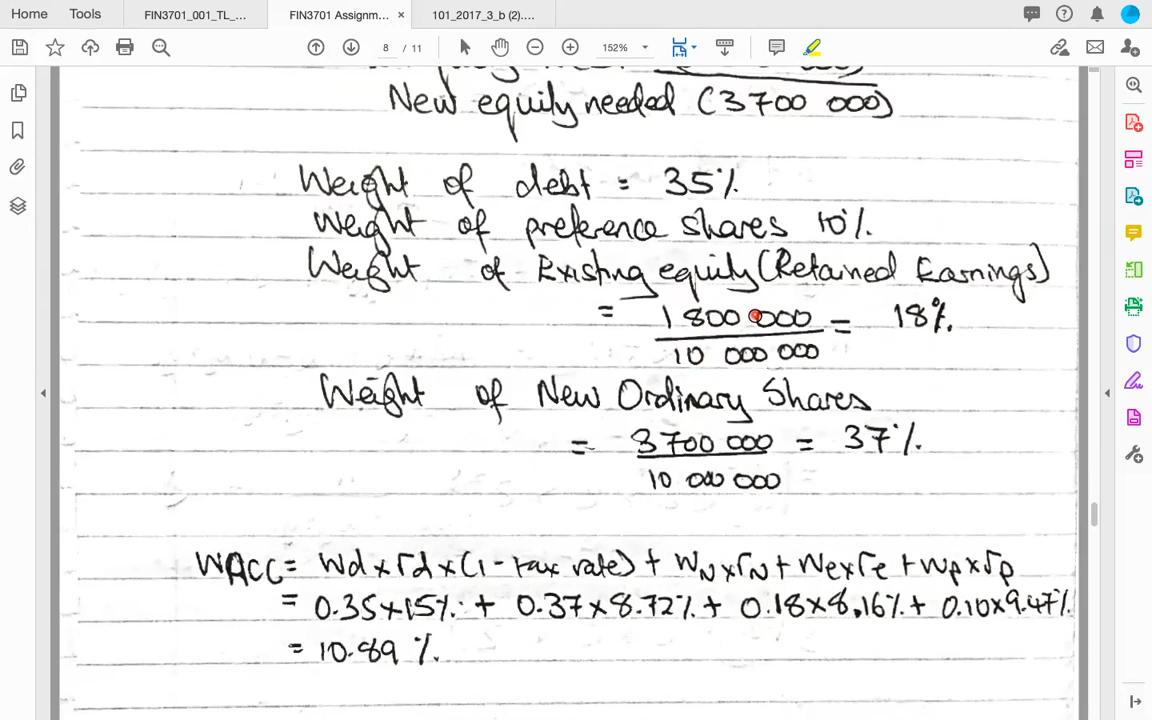 Home Tools FIN3701_001_TL_... FIN3701 Assignm... × 101_2017_3_b (2)....
8 / 11 152%
New equity needed (3700 000)
Weight of debt = 35%
Weight of preference shares 10%
Weight of Existing equity (Retained Earnings)
= 1 800 000 = 18%
10 000 000
Weight of New Ordinary Shares
= 3700 000 = 37%
10 000 000
WACC = Wd x rd x (1 - tax rate) + WN x rN + We x re + Wp x rp
= 0.35 x 15% + 0.37 x 8.72% + 0.18 x 8.16% + 0.10 x 9.47%
= 10.89 %